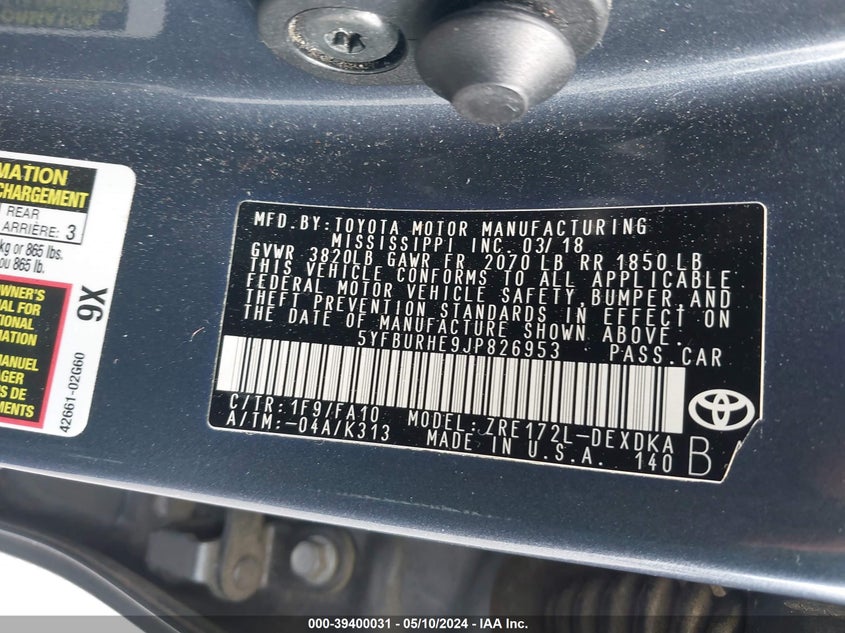 MATION
CHARGEMENT
REAR
ARRIÈRE: 3
kg or 865 lbs.
ou 865 lb.
OWNER'S
AL FOR
TIONAL
MATION
MANUEL
AGER
S DE
MENTS
9X
42661-02G60
MFD.BY:TOYOTA MOTOR MANUFACTURING
MISSISSIPPI INC. 03/18
GVWR 3820LB GAWR FR 2070 LB RR 1850 LB
THIS VEHICLE CONFORMS TO ALL APPLICABLE
FEDERAL MOTOR VEHICLE SAFETY, BUMPER, AND
THEFT PREVENTION STANDARDS IN EFFECT ON
THE DATE OF MANUFACTURE SHOWN ABOVE.
5YFBURHE9JP826953 PASS.CAR
C/TR:1F9/FA10 MODEL:ZRE172L-DEXDKA
A/TM:-04A/K313 MADE IN U.S.A. 140 B
000-39400031 - 05/10/2024 - IAA Inc.